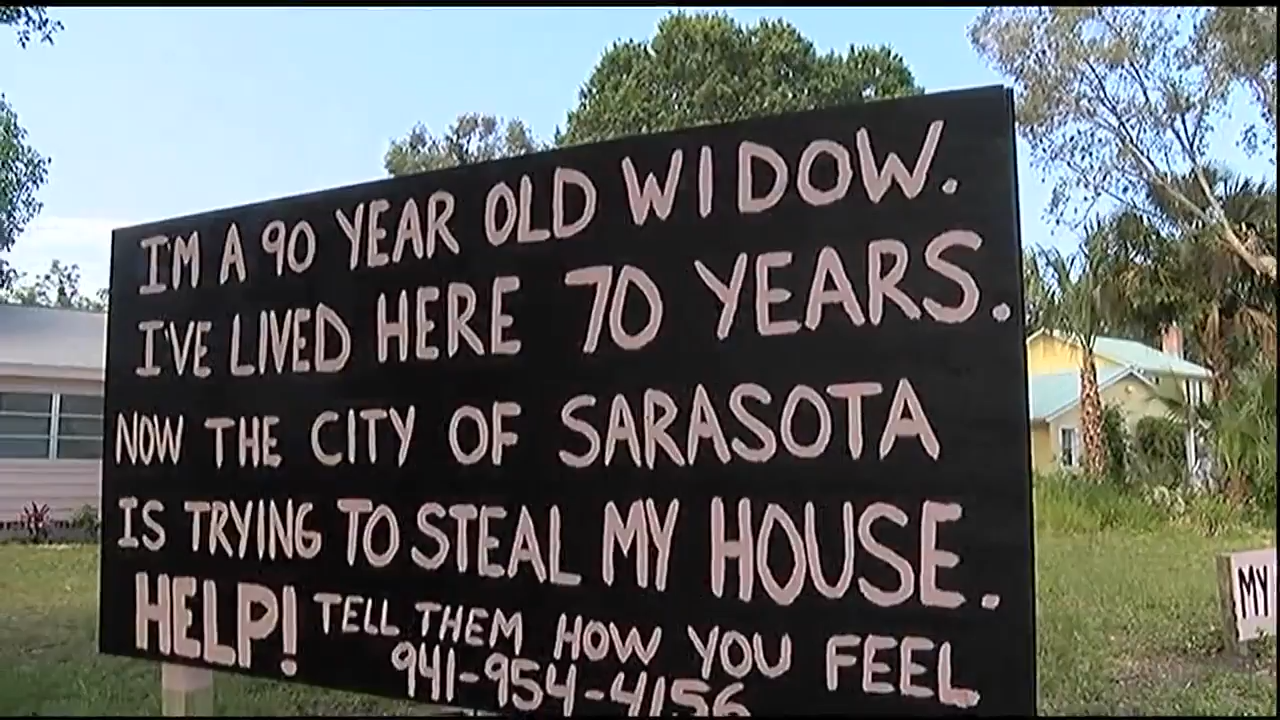 I'M A 90 YEAR OLD WIDOW.
I'VE LIVED HERE 70 YEARS.
NOW THE CITY OF SARASOTA
IS TRYING TO STEAL MY HOUSE.
HELP! TELL THEM HOW YOU FEEL
941-954-4156
MY